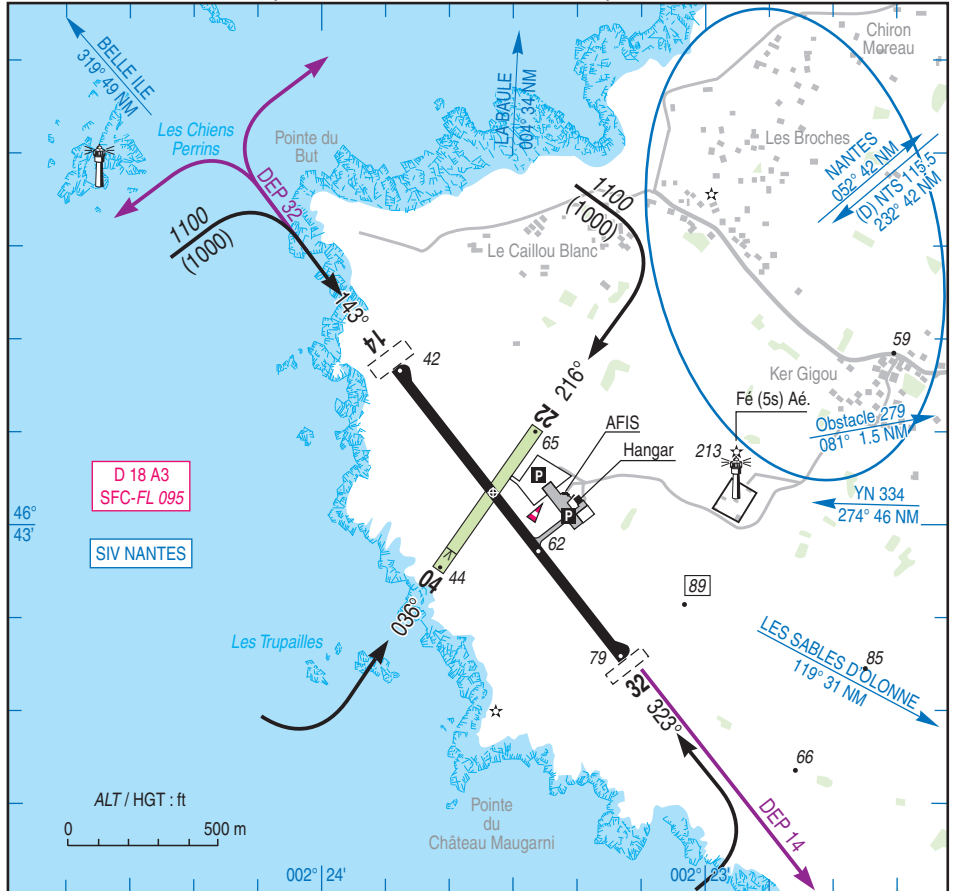 BELLE ILE
319° 49 NM
Les Chiens
Perrins
Pointe du
But
LA BAULE
004° 34 NM
Chiron
Moreau
Les Broches
NANTES
052° 42 NM
(D) NTS 115,5
232° 42 NM
DEP 32
1100
(1000)
1100
(1000)
Le Caillou Blanc
143°
14
42
216°
22
65
AFIS
Hangar
P
P
59
Ker Gigou
Fé (5s) Aé.
213
Obstacle 279
081° 1.5 NM
YN 334
274° 46 NM
D 18 A3
SFC-FL 095
46°
43'
SIV NANTES
62
04
44
036°
89
Les Trupailles
LES SABLES D'OLONNE
119° 31 NM
85
79
32
323°
66
DEP 14
ALT / HGT : ft
0 500 m
Pointe
du
Château Maugarni
002° 24'
002° 23'